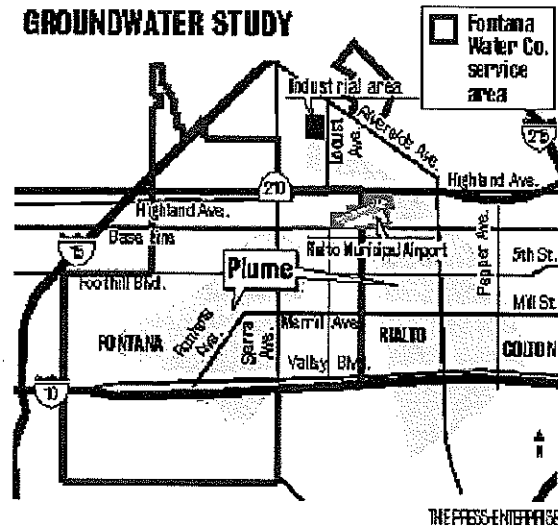 GROUNDWATER STUDY
Fontana
Water Co.
service
area
Industrial area
Locust
Ave.
Riverside Ave.
215
210
Highland Ave.
Highland Ave.
Base Line
15
Rialto Municipal Airport
Pepper Ave.
5th St.
Plume
Foothill Blvd.
Mill St.
Merrill Ave.
FONTANA
Sierra
Ave.
RIALTO
COLTON
Valley Blvd.
10
N
THE PRESS-ENTERPRISE